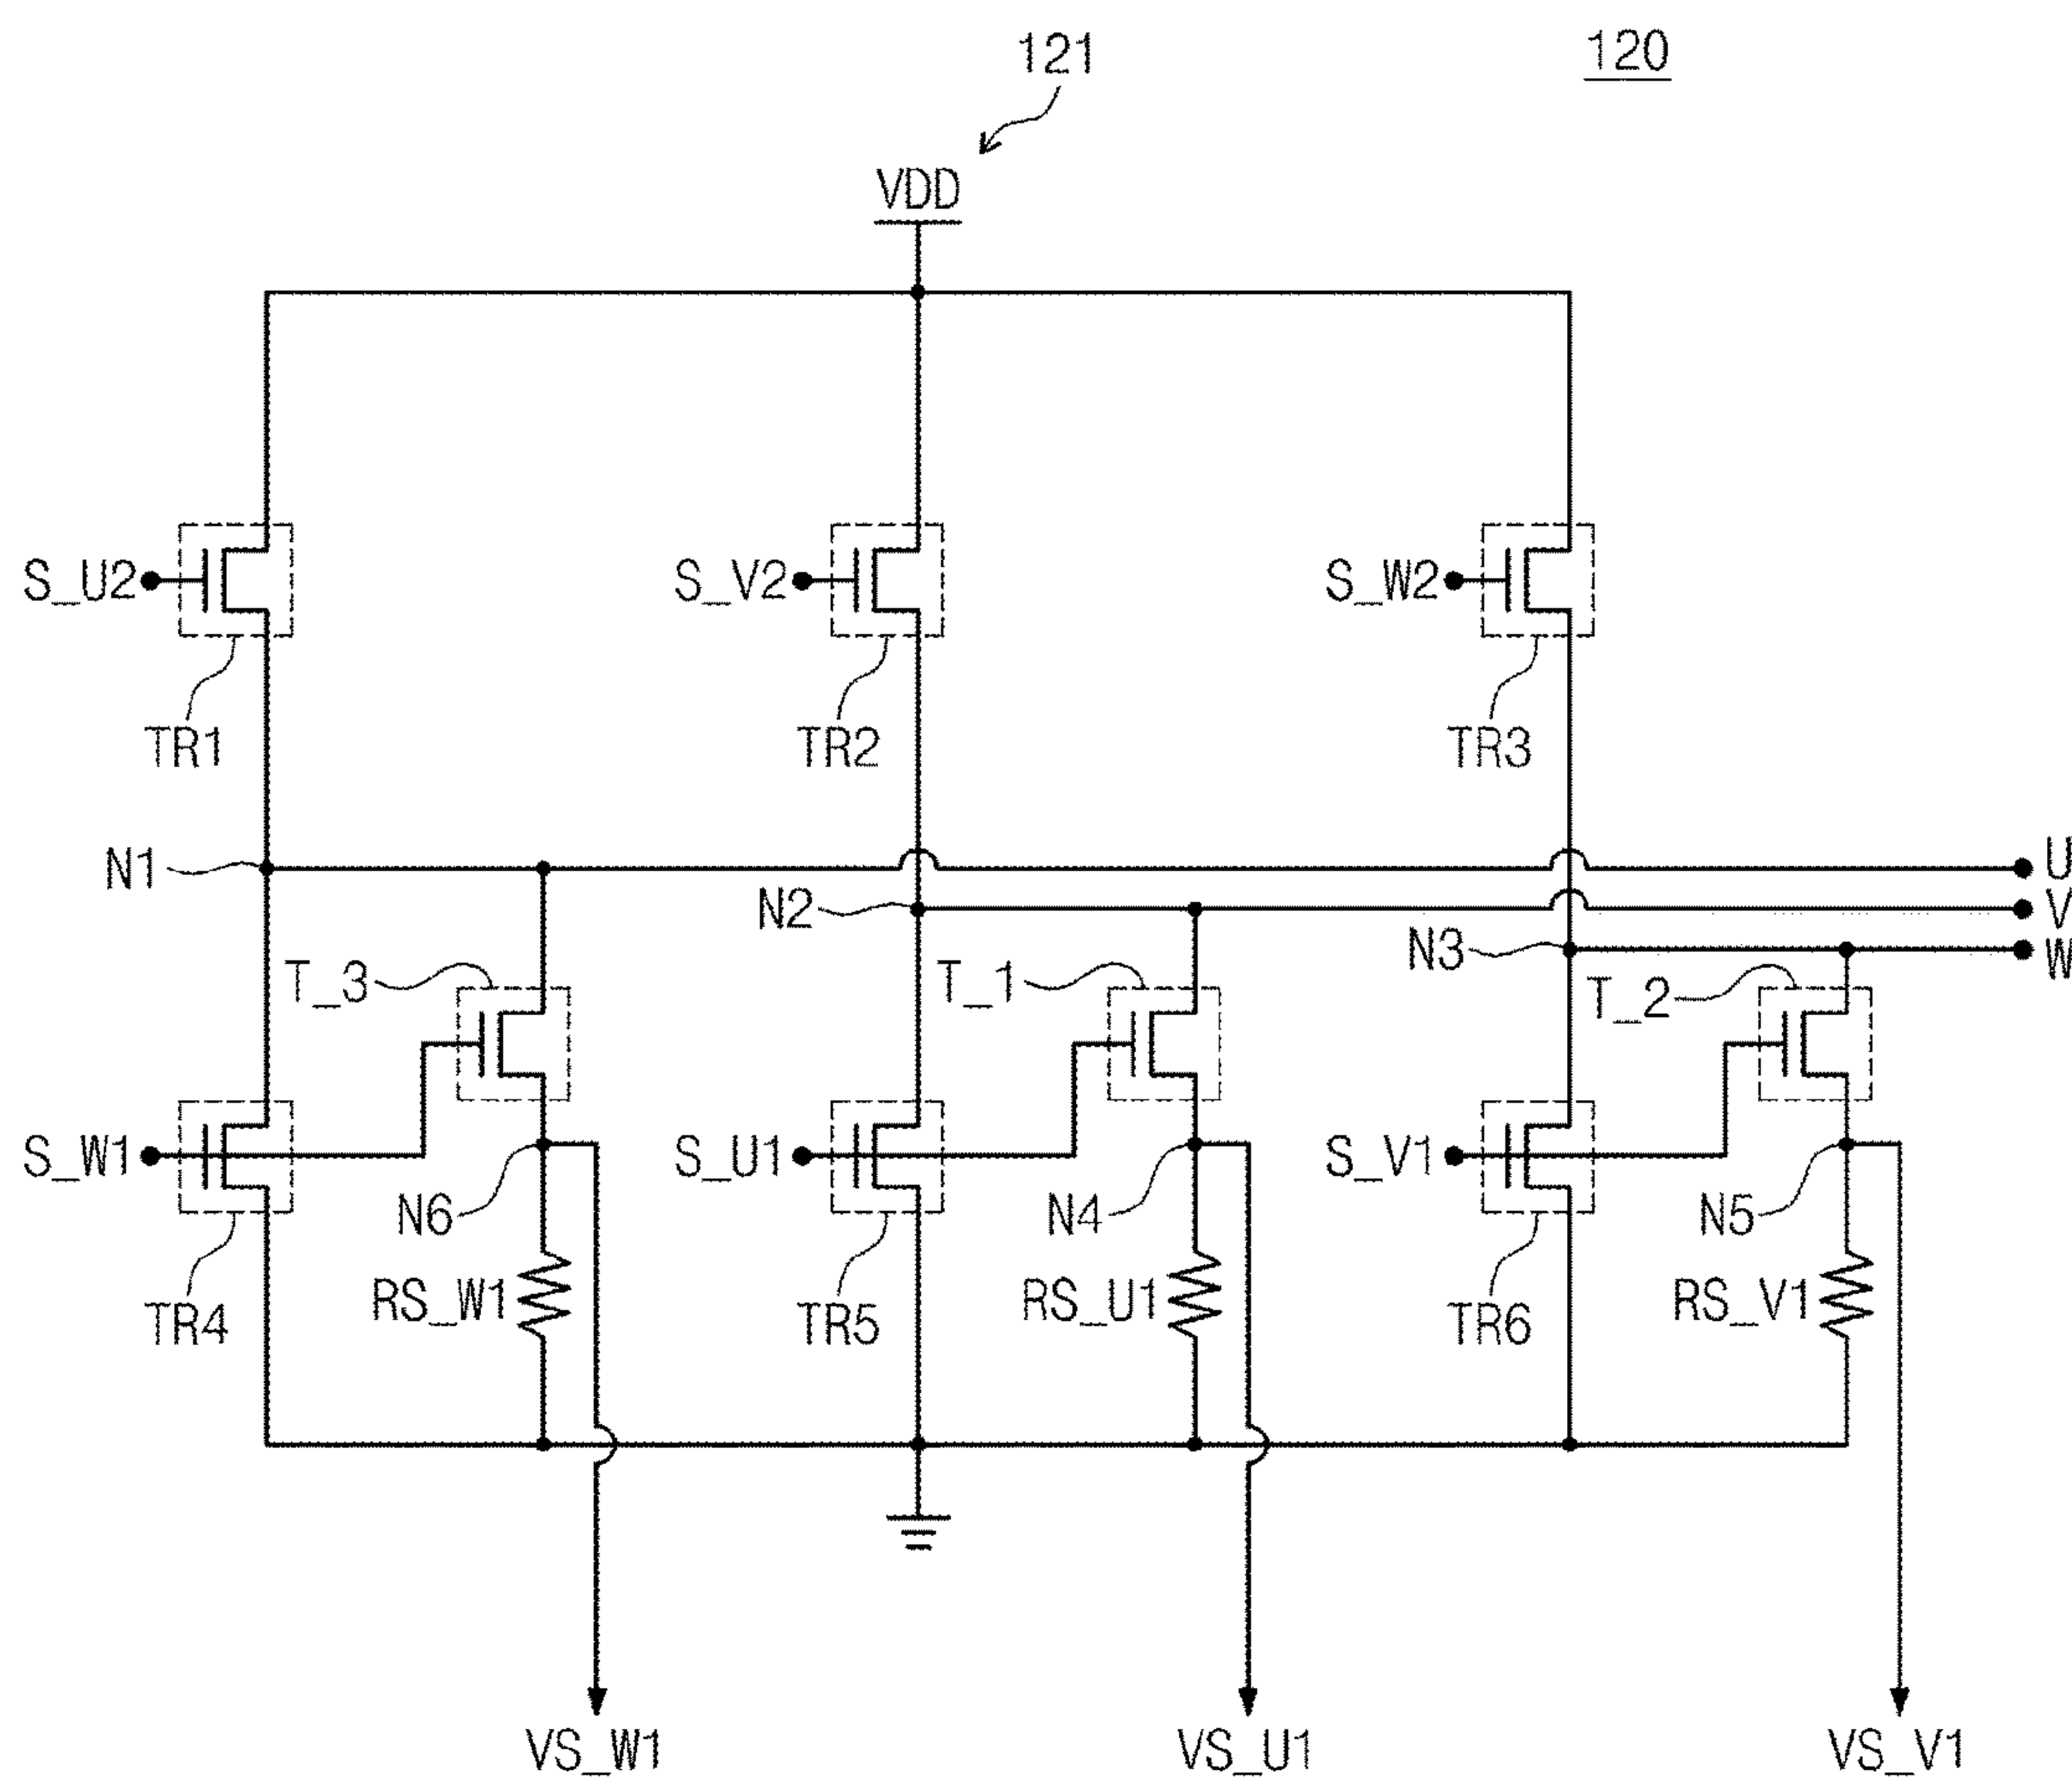 121
120
VDD
S_U2
S_V2
S_W2
TR1
TR2
TR3
N1
U
N2
V
N3
W
T_3
T_1
T_2
S_W1
S_U1
S_V1
N6
N4
N5
RS_W1
RS_U1
RS_V1
TR4
TR5
TR6
VS_W1
VS_U1
VS_V1